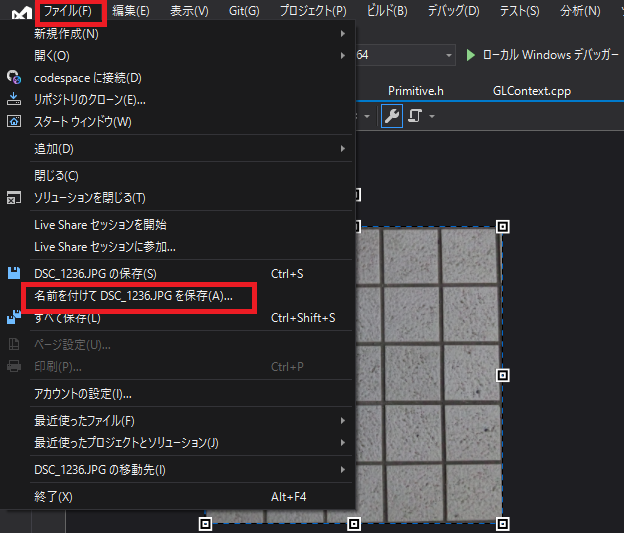 ファイル(F) 編集(E) 表示(V) Git(G) プロジェクト(P) ビルド(B) デバッグ(D) テスト(S) 分析(N)
新規作成(N)
開く(O)
64 ローカル Windows デバッガー
codespace に接続(D)
リポジトリのクローン(E)...
Primitive.h GLContext.cpp
スタート ウィンドウ(W)
追加(D)
閉じる(C)
ソリューションを閉じる(T)
Live Share セッションを開始
Live Share セッションに参加...
DSC_1236.JPG の保存(S) Ctrl+S
名前を付けて DSC_1236.JPG を保存(A)...
すべて保存(L) Ctrl+Shift+S
ページ設定(U)...
印刷(P)... Ctrl+P
アカウントの設定(I)...
最近使ったファイル(F)
最近使ったプロジェクトとソリューション(J)
DSC_1236.JPG の移動先(I)
終了(X) Alt+F4